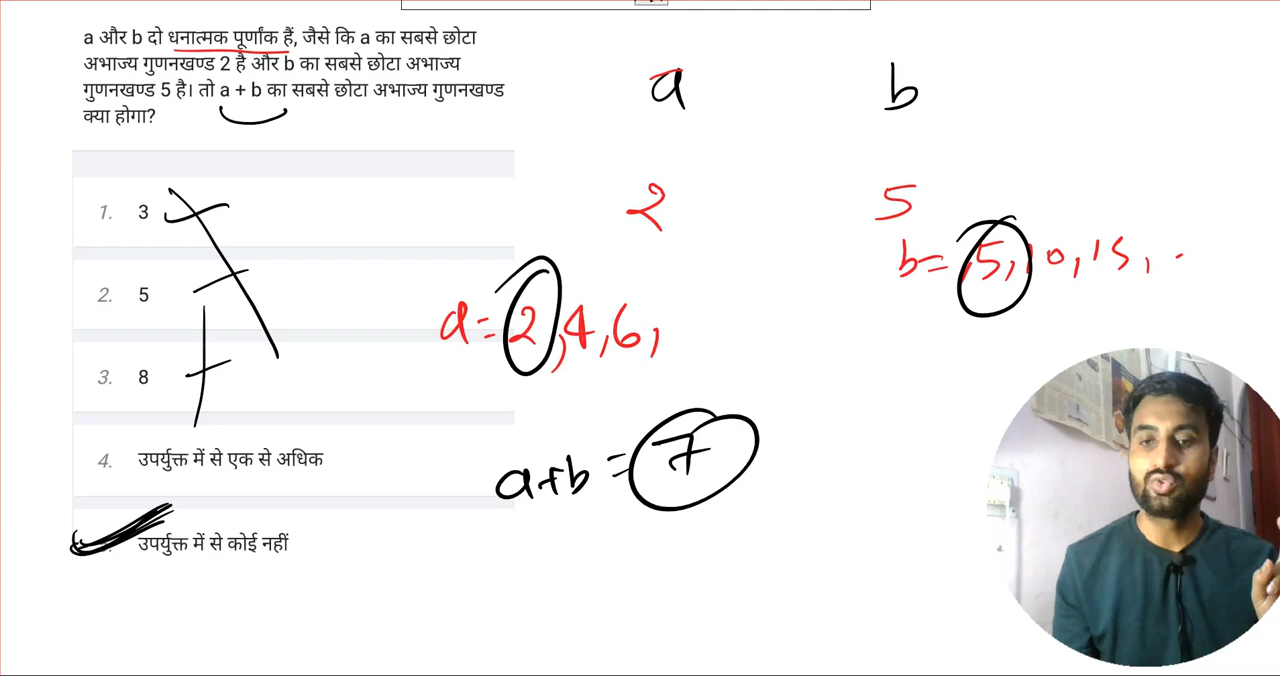 a और b दो धनात्मक पूर्णांक हैं, जैसे कि a का सबसे छोटा
अभाज्य गुणनखण्ड 2 है और b का सबसे छोटा अभाज्य
गुणनखण्ड 5 है। तो a + b का सबसे छोटा अभाज्य गुणनखण्ड
क्या होगा?
a b
1. 3
2 5
b= 5, 10, 15, .
2. 5
a= 2, 4, 6,
3. 8
4. उपर्युक्त में से एक से अधिक
a+b = 7
उपर्युक्त में से कोई नहीं